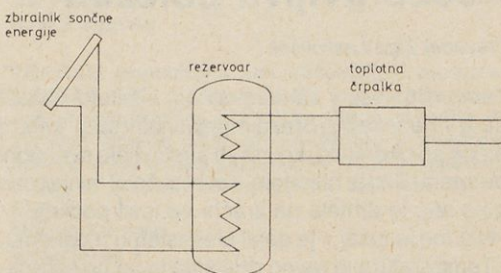 zbiralnik sončne
energije
rezervoar
toplotna
črpalka